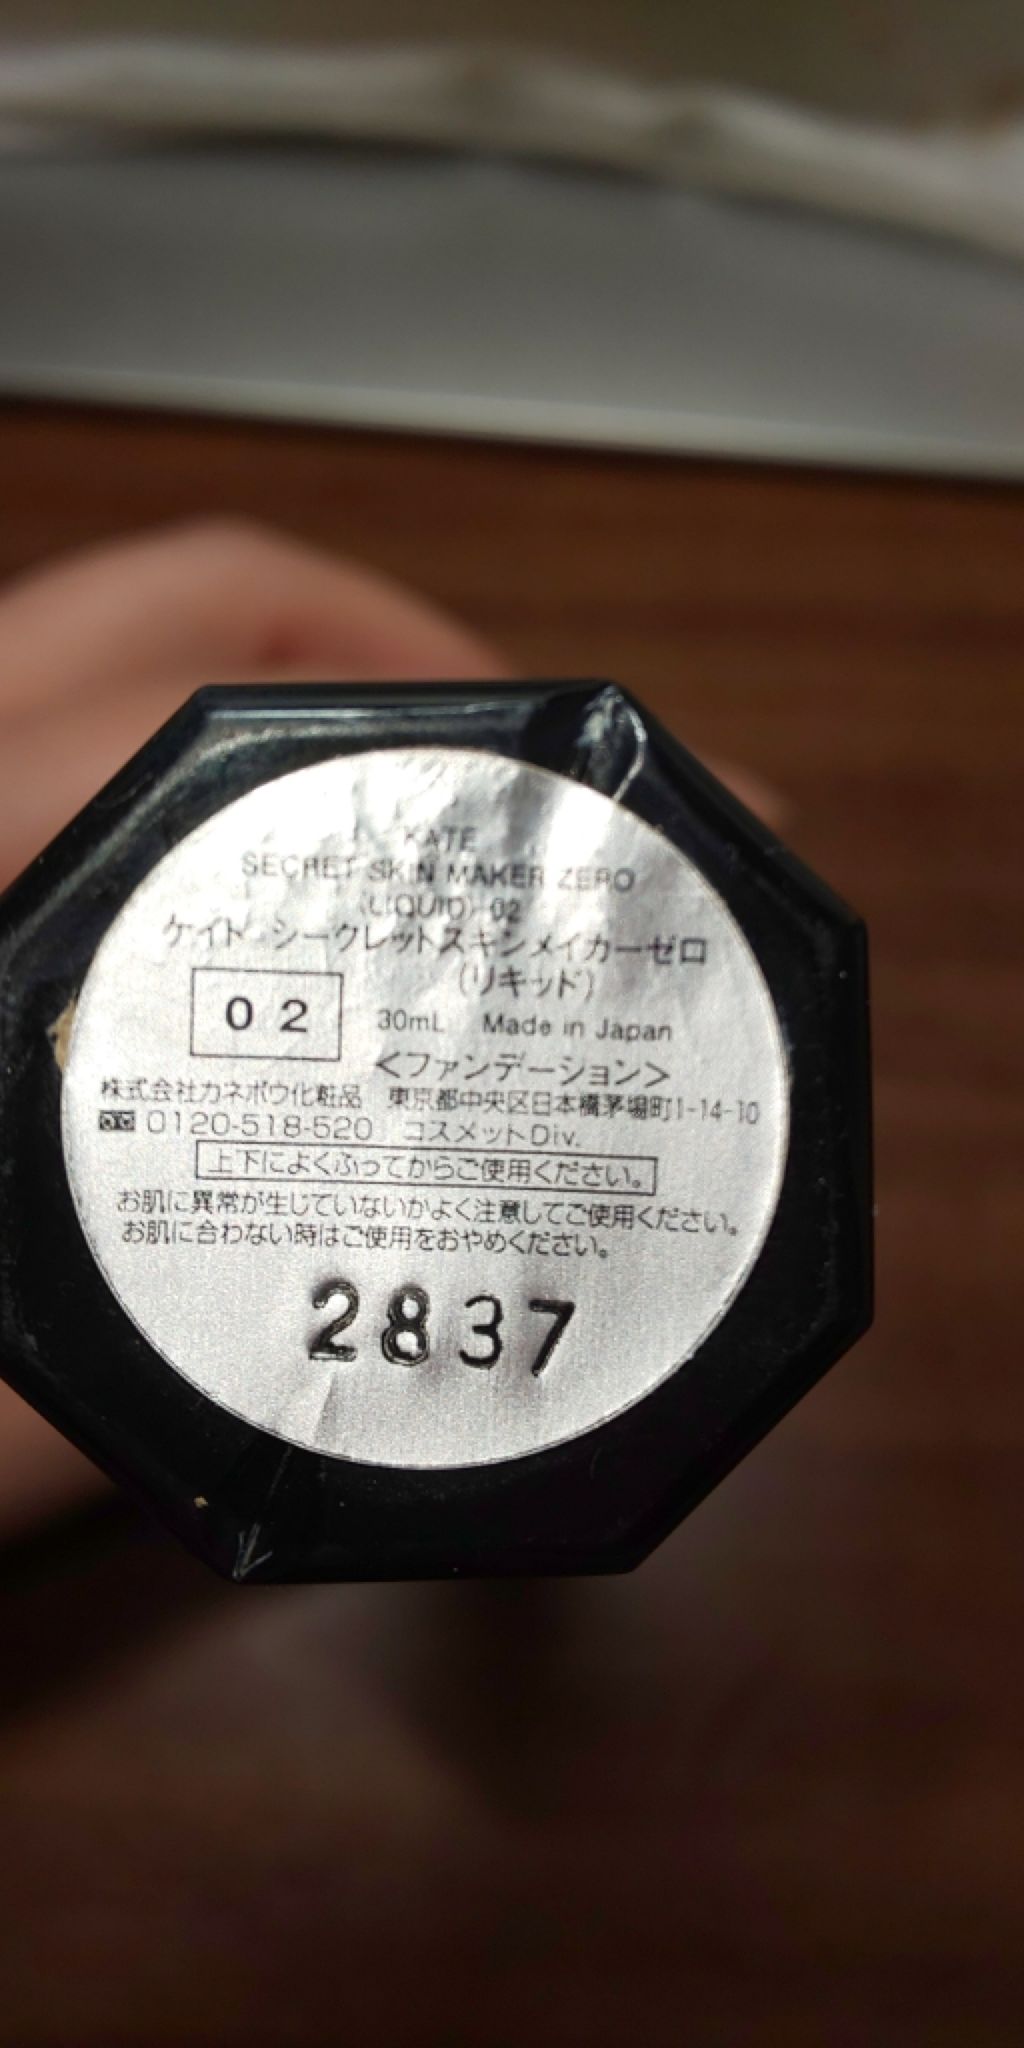 KATE
SECRET SKIN MAKER ZERO
(LIQUID) 02
ケイト シークレットスキンメイカーゼロ
(リキッド)
02
30mL Made in Japan
<ファンデーション>
株式会社カネボウ化粧品 東京都中央区日本橋茅場町1-14-10
0120-518-520 コスメットDiv.
上下によくふってからご使用ください。
お肌に異常が生じていないかよく注意してご使用ください。
お肌に合わない時はご使用をおやめください。
2837